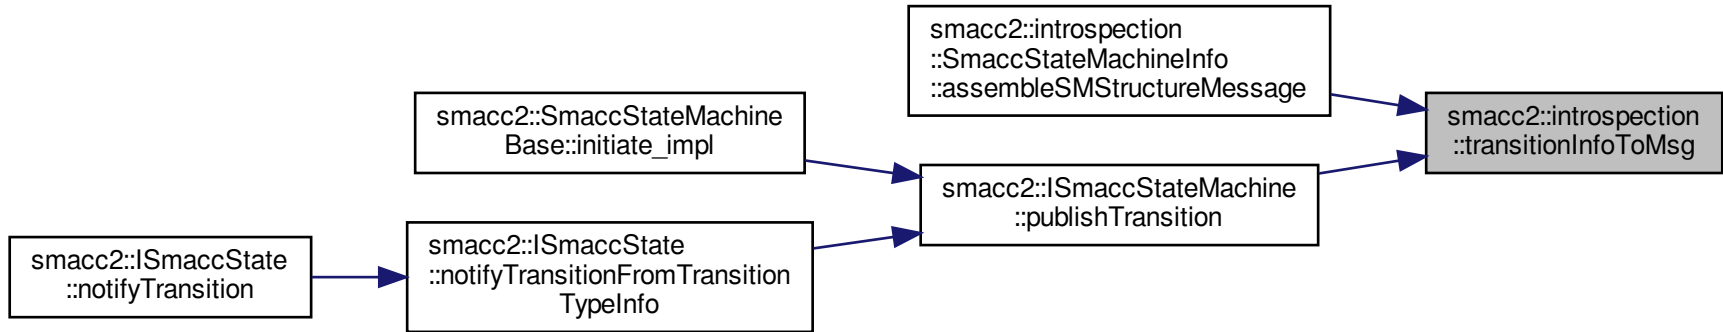 smacc2::introspection
::SmaccStateMachineInfo
::assembleSMStructureMessage
smacc2::SmaccStateMachine
Base::initiate_impl
smacc2::introspection
::transitionInfoToMsg
smacc2::ISmaccStateMachine
::publishTransition
smacc2::ISmaccState
::notifyTransitionFromTransition
TypeInfo
smacc2::ISmaccState
::notifyTransition